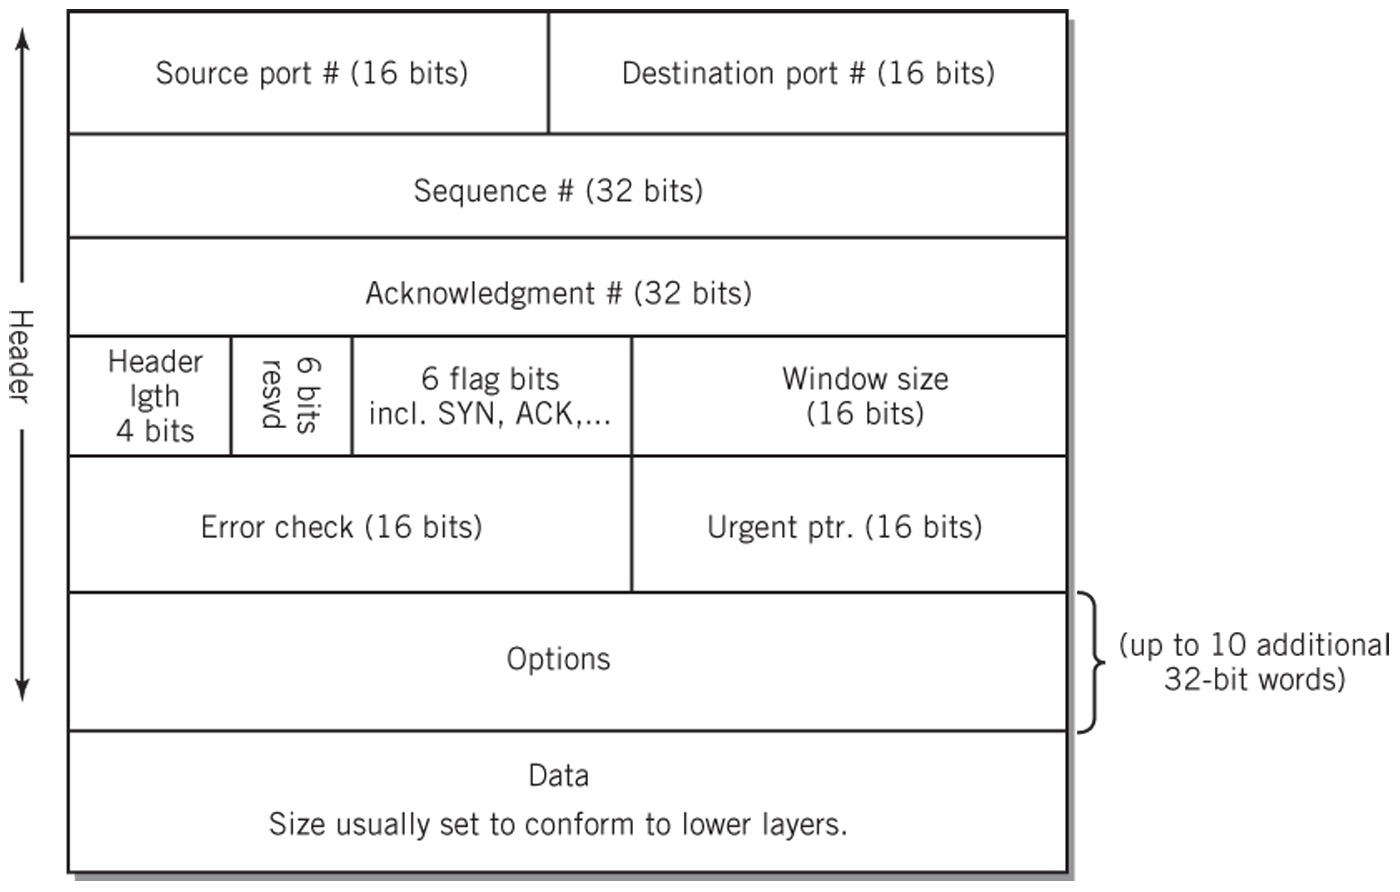 Source port # (16 bits)
Destination port # (16 bits)
Sequence # (32 bits)
Acknowledgment # (32 bits)
Header
Header
lgth
4 bits
6 bits
resvd
6 flag bits
incl. SYN, ACK,...
Window size
(16 bits)
Error check (16 bits)
Urgent ptr. (16 bits)
Options
(up to 10 additional
32-bit words)
Data
Size usually set to conform to lower layers.